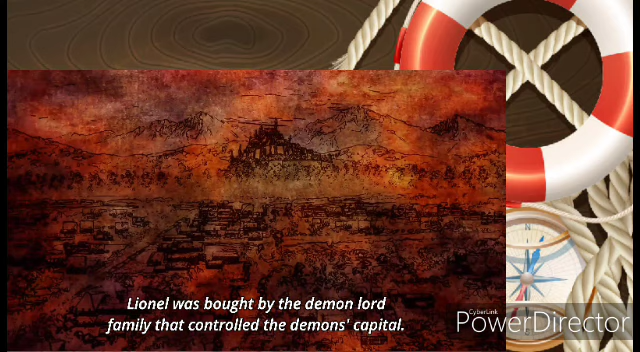 Lionel was bought by the demon lord
family that controlled the demons' capital.
CyberLink
PowerDirector
N